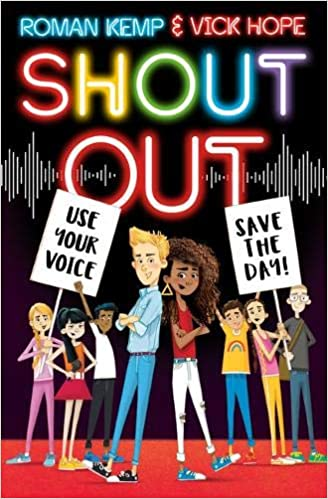 ROMAN KEMP & VICK HOPE
SHOUT
OUT
USE
YOUR
VOICE
SAVE
THE
DAY!